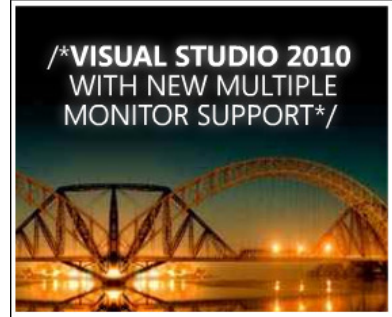 /*VISUAL STUDIO 2010
WITH NEW MULTIPLE
MONITOR SUPPORT*/